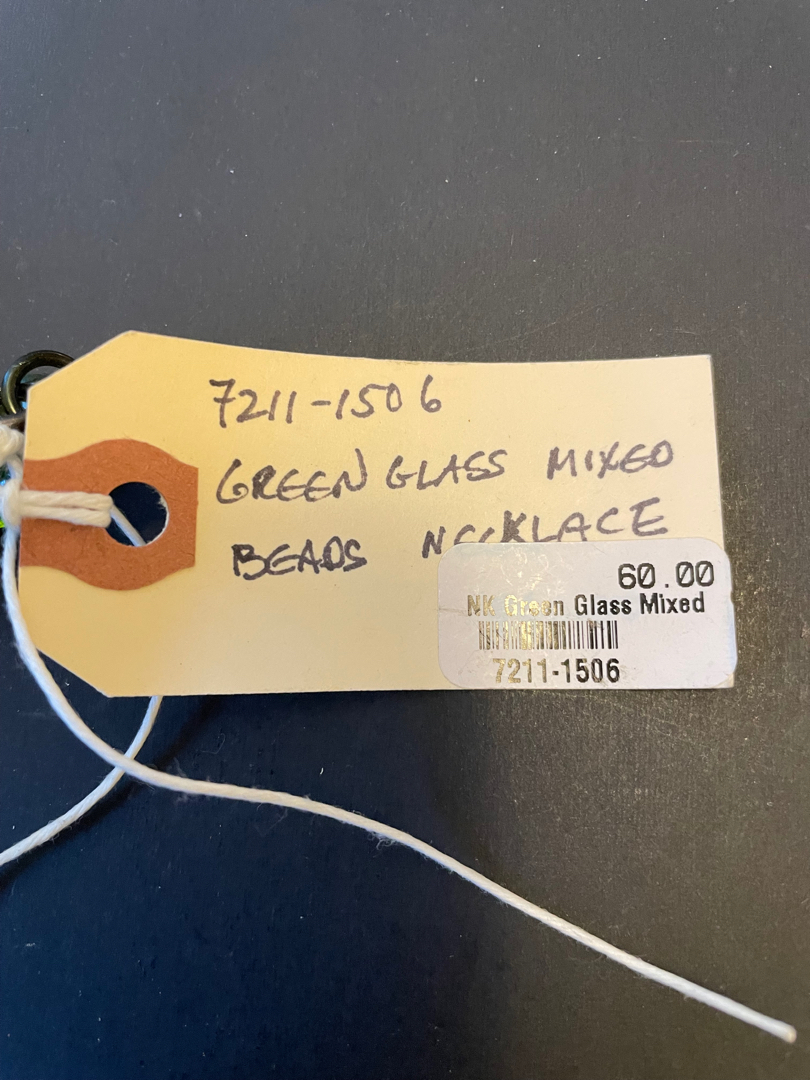 7211-1506
GREEN GLASS MIXED
BEADS NECKLACE
60.00
NK Green Glass Mixed
7211-1506